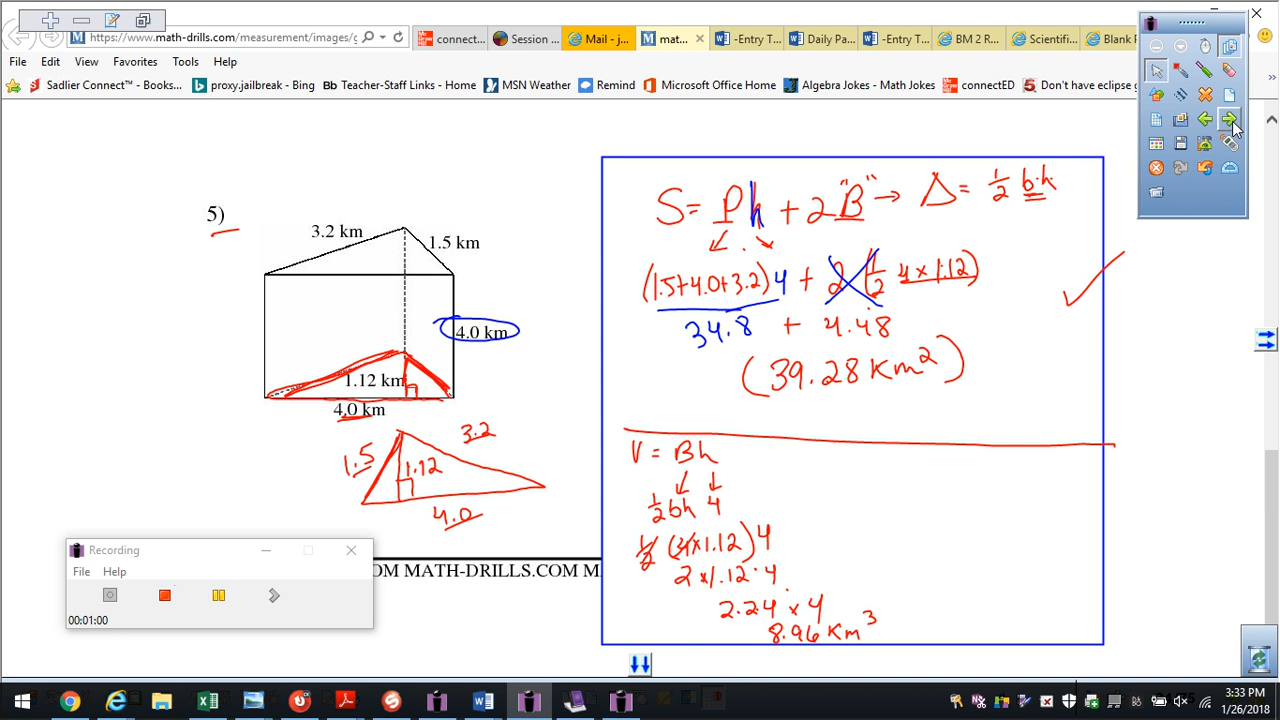 https://www.math-drills.com/measurement/images/g
connect...
Session ...
Mail - j...
mat...
-Entry T...
Daily Pa...
-Entry T...
BM 2 R...
Scientifi...
Blank F
File Edit View Favorites Tools Help
Sadlier Connect™ - Books...
proxy.jailbreak - Bing
Teacher-Staff Links - Home
MSN Weather
Remind
Microsoft Office Home
Algebra Jokes - Math Jokes
connectED
Don't have eclipse g
5)
3.2 km
1.5 km
4.0 km
1.12 km
4.0 km
1.5
1.12
3.2
4.0
S= Ph + 2"B" → Δ= 1/2 b·h
(1.5+4.0+3.2)4 + 2(1/2 4×1.12)
34.8 + 4.48
(39.28 Km²)
V = Bh
1/2bh 4
1/2 (4×1.12)4
2×1.12·4
2.24 × 4
8.96 Km³
Recording
File Help
00:01:00
OM MATH-DRILLS.COM M
3:33 PM
1/26/2018